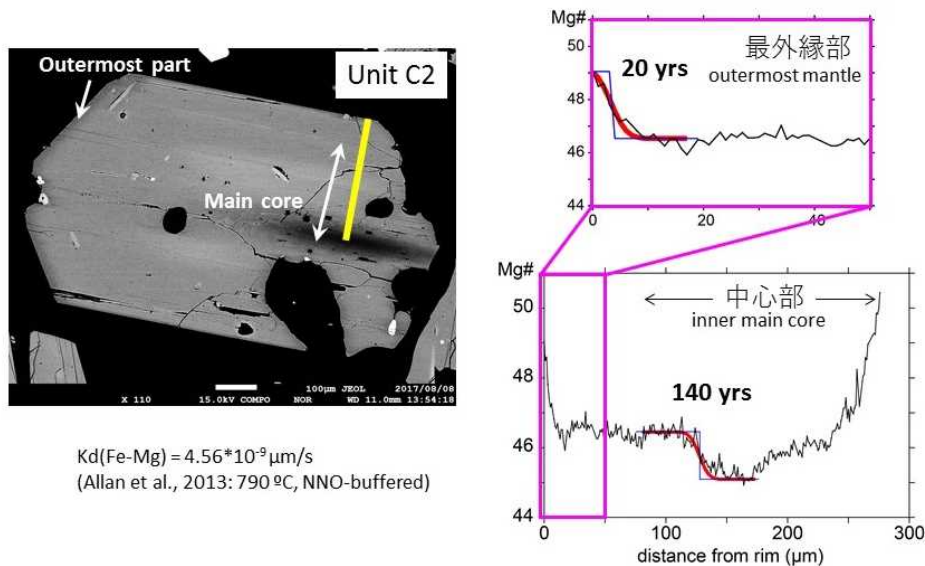 Outermost part
Unit C2
Main core
100μm JEOL 2017/08/08
X 110 15.0kV COMPO NOR WD 11.0mm 13:54:18
Kd(Fe-Mg) = 4.56*10⁻⁹ μm/s
(Allan et al., 2013: 790 ºC, NNO-buffered)
Mg#
50
48
46
44
0
20
40
20 yrs
最外縁部
outermost mantle
Mg#
50
48
46
44
0
100
200
300
中心部
inner main core
140 yrs
distance from rim (μm)